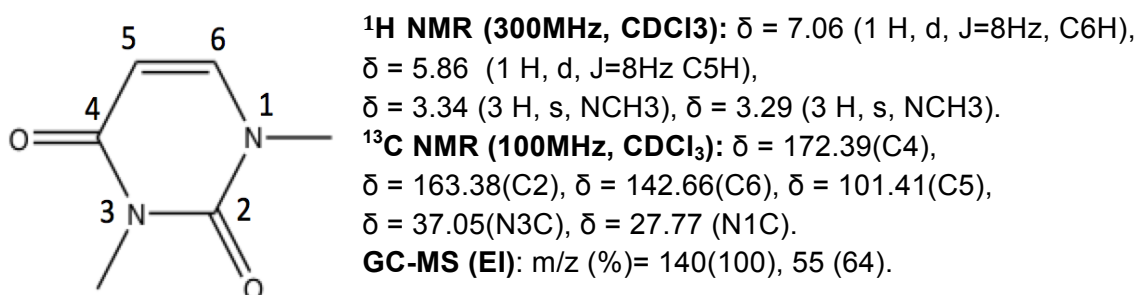 5 6
4 1
O N
3 N 2
O
¹H NMR (300MHz, CDCl3): δ = 7.06 (1 H, d, J=8Hz, C6H),
δ = 5.86 (1 H, d, J=8Hz C5H),
δ = 3.34 (3 H, s, NCH3), δ = 3.29 (3 H, s, NCH3).
¹³C NMR (100MHz, CDCl₃): δ = 172.39(C4),
δ = 163.38(C2), δ = 142.66(C6), δ = 101.41(C5),
δ = 37.05(N3C), δ = 27.77 (N1C).
GC-MS (EI): m/z (%)= 140(100), 55 (64).